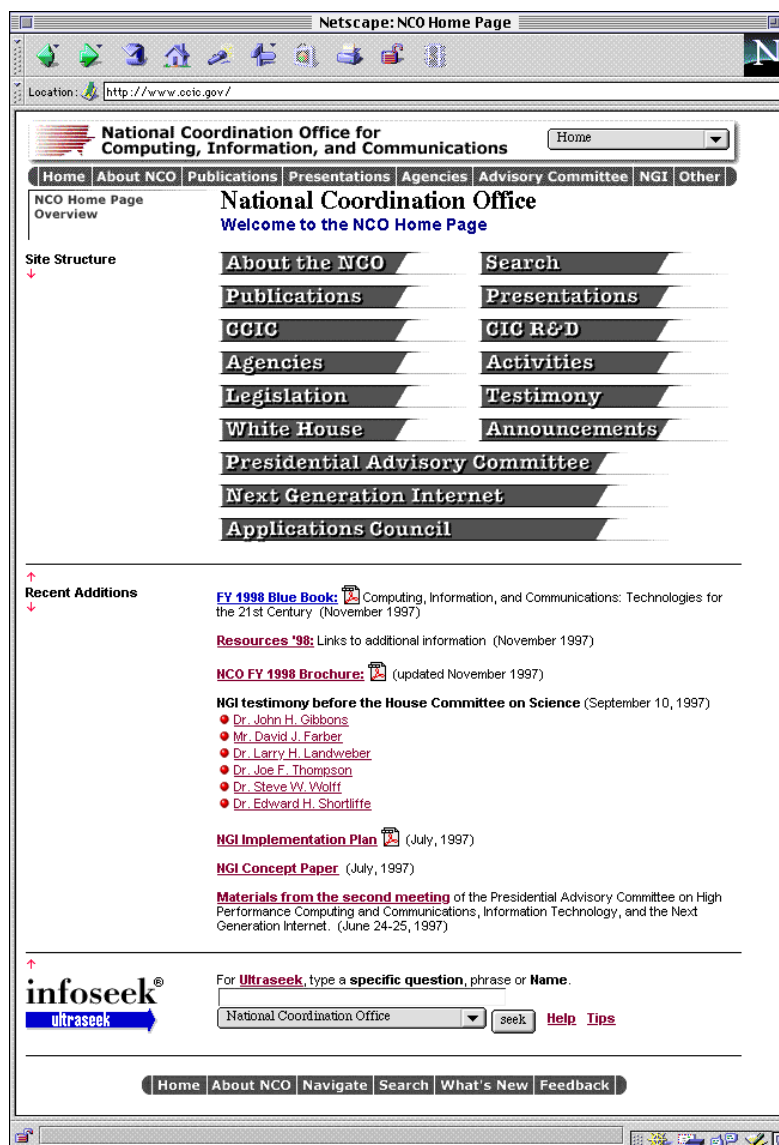 Netscape: NCO Home Page
N
Location: http://www.ccic.gov/
National Coordination Office for
Computing, Information, and Communications
Home
Home About NCO Publications Presentations Agencies Advisory Committee NGI Other
NCO Home Page
Overview
National Coordination Office
Welcome to the NCO Home Page
Site Structure
About the NCO Search
Publications Presentations
CCIC CIC R&D
Agencies Activities
Legislation Testimony
White House Announcements
Presidential Advisory Committee
Next Generation Internet
Applications Council
Recent Additions
FY 1998 Blue Book: Computing, Information, and Communications: Technologies for
the 21st Century (November 1997)
Resources '98: Links to additional information (November 1997)
NCO FY 1998 Brochure: (updated November 1997)
NGI testimony before the House Committee on Science (September 10, 1997)
Dr. John H. Gibbons
Mr. David J. Farber
Dr. Larry H. Landweber
Dr. Joe F. Thompson
Dr. Steve W. Wolff
Dr. Edward H. Shortliffe
NGI Implementation Plan (July, 1997)
NGI Concept Paper (July, 1997)
Materials from the second meeting of the Presidential Advisory Committee on High
Performance Computing and Communications, Information Technology, and the Next
Generation Internet. (June 24-25, 1997)
infoseek®
ultraseek
For Ultraseek, type a specific question, phrase or Name.
National Coordination Office seek Help Tips
Home About NCO Navigate Search What's New Feedback